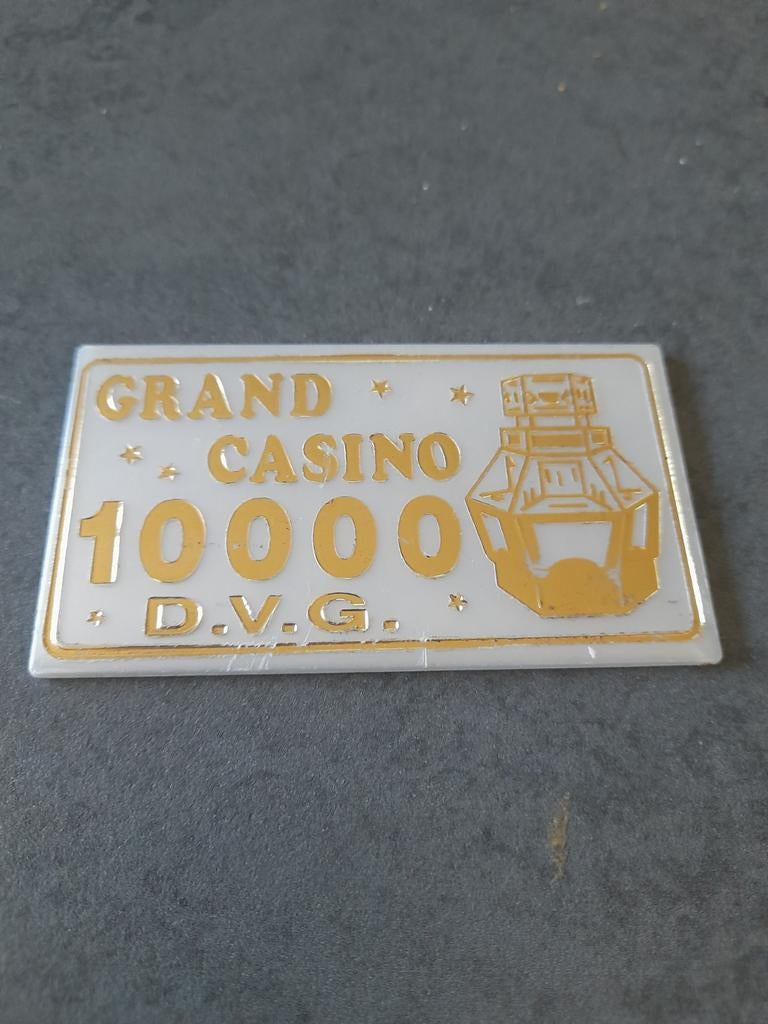 GRAND
CASINO
10000
D.V.G.